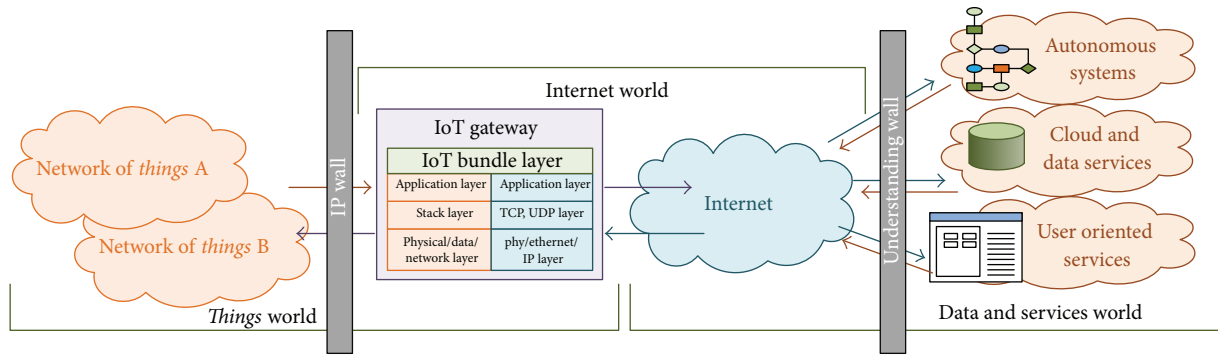 Network of things A
Network of things B
Things world
IP wall
Internet world
IoT gateway
IoT bundle layer
Application layer
Application layer
Stack layer
TCP, UDP layer
Physical/data/
network layer
phy/ethernet/
IP layer
Internet
Understanding wall
Autonomous
systems
Cloud and
data services
User oriented
services
Data and services world